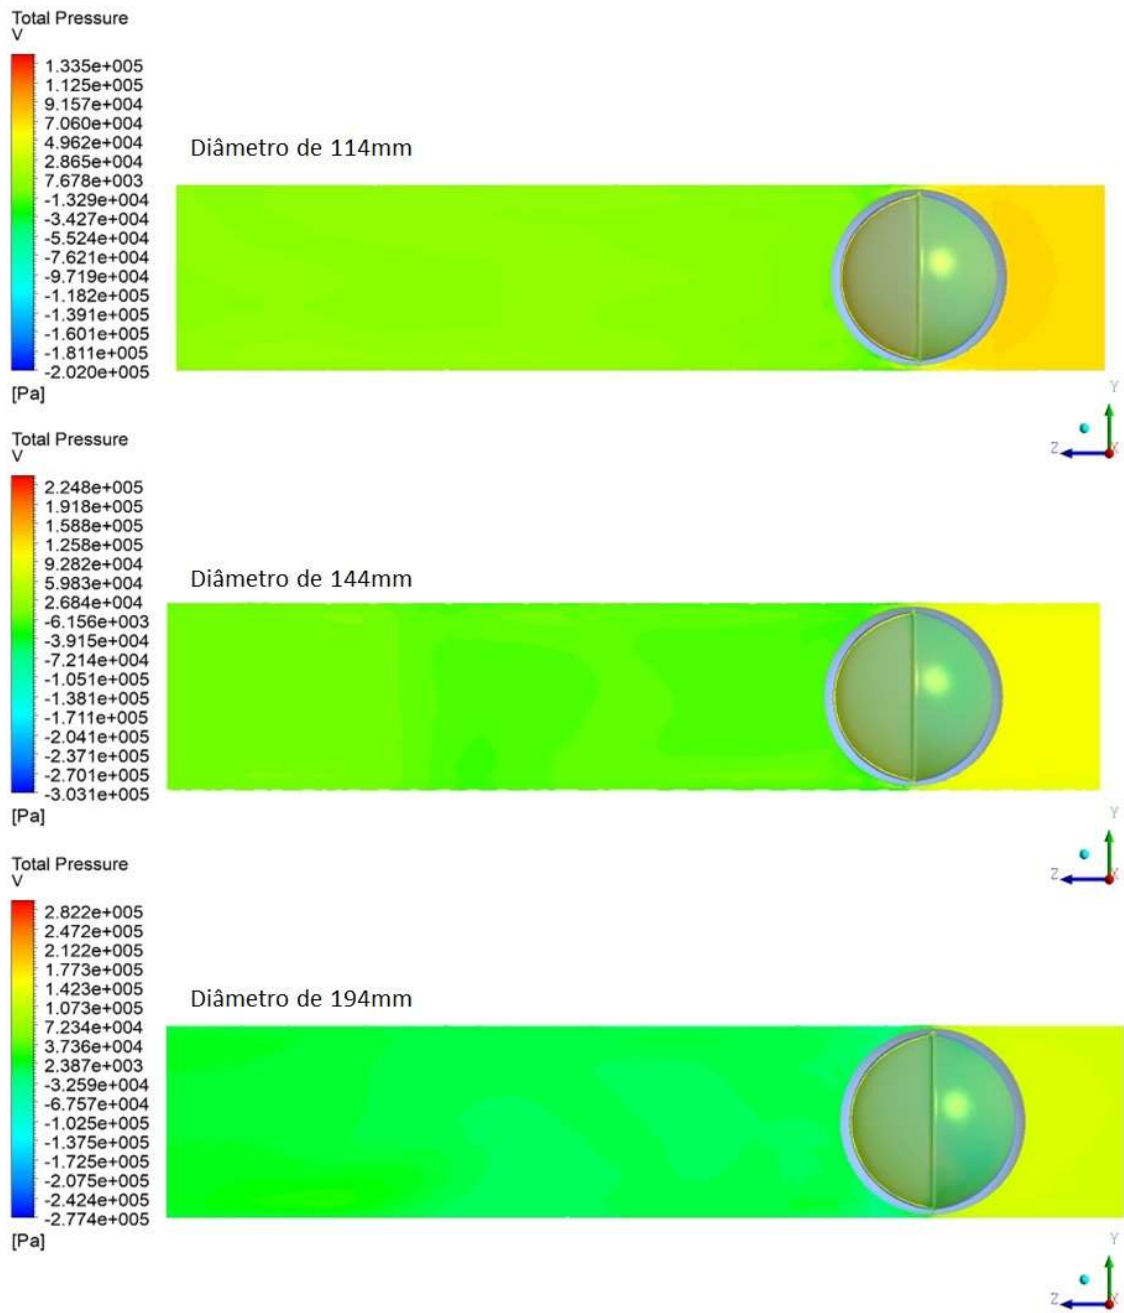 Total Pressure
V
1.335e+005
1.125e+005
9.157e+004
7.060e+004
4.962e+004
2.865e+004
7.678e+003
-1.329e+004
-3.427e+004
-5.524e+004
-7.621e+004
-9.719e+004
-1.182e+005
-1.391e+005
-1.601e+005
-1.811e+005
-2.020e+005
[Pa]
Diâmetro de 114mm
Y
Z
X
Total Pressure
V
2.248e+005
1.918e+005
1.588e+005
1.258e+005
9.282e+004
5.983e+004
2.684e+004
-6.156e+003
-3.915e+004
-7.214e+004
-1.051e+005
-1.381e+005
-1.711e+005
-2.041e+005
-2.371e+005
-2.701e+005
-3.031e+005
[Pa]
Diâmetro de 144mm
Y
Z
X
Total Pressure
V
2.822e+005
2.472e+005
2.122e+005
1.773e+005
1.423e+005
1.073e+005
7.234e+004
3.736e+004
2.387e+003
-3.259e+004
-6.757e+004
-1.025e+005
-1.375e+005
-1.725e+005
-2.075e+005
-2.424e+005
-2.774e+005
[Pa]
Diâmetro de 194mm
Y
Z
X